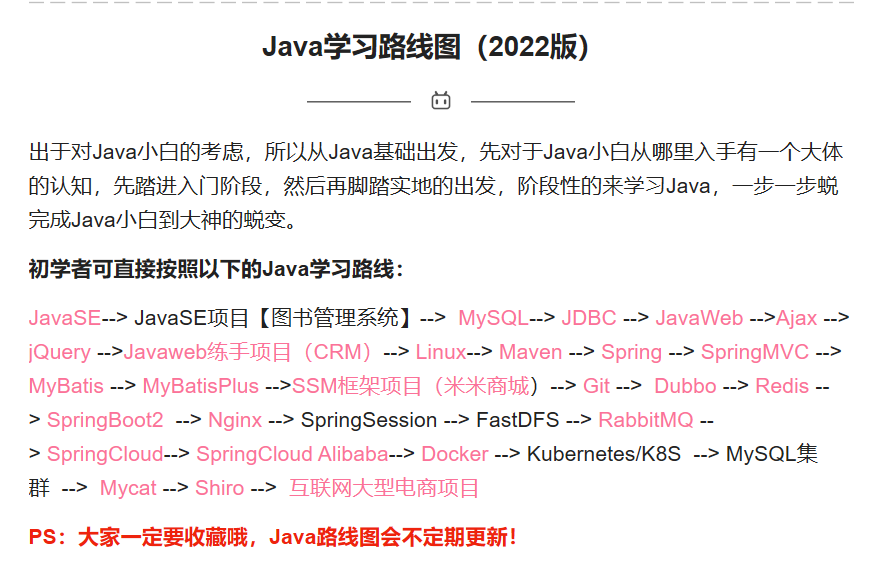 Java学习路线图（2022版）
出于对Java小白的考虑，所以从Java基础出发，先对于Java小白从哪里入手有一个大体
的认知，先踏进入门阶段，然后再脚踏实地的出发，阶段性的来学习Java，一步一步蜕
完成Java小白到大神的蜕变。
初学者可直接按照以下的Java学习路线：
JavaSE--> JavaSE项目【图书管理系统】-->  MySQL--> JDBC --> JavaWeb -->Ajax -->
jQuery -->Javaweb练手项目（CRM）--> Linux--> Maven --> Spring --> SpringMVC -->
MyBatis --> MyBatisPlus -->SSM框架项目（米米商城）--> Git -->  Dubbo --> Redis --
> SpringBoot2  --> Nginx --> SpringSession --> FastDFS --> RabbitMQ --
> SpringCloud--> SpringCloud Alibaba--> Docker --> Kubernetes/K8S  --> MySQL集
群  -->  Mycat --> Shiro -->  互联网大型电商项目
PS：大家一定要收藏哦，Java路线图会不定期更新！